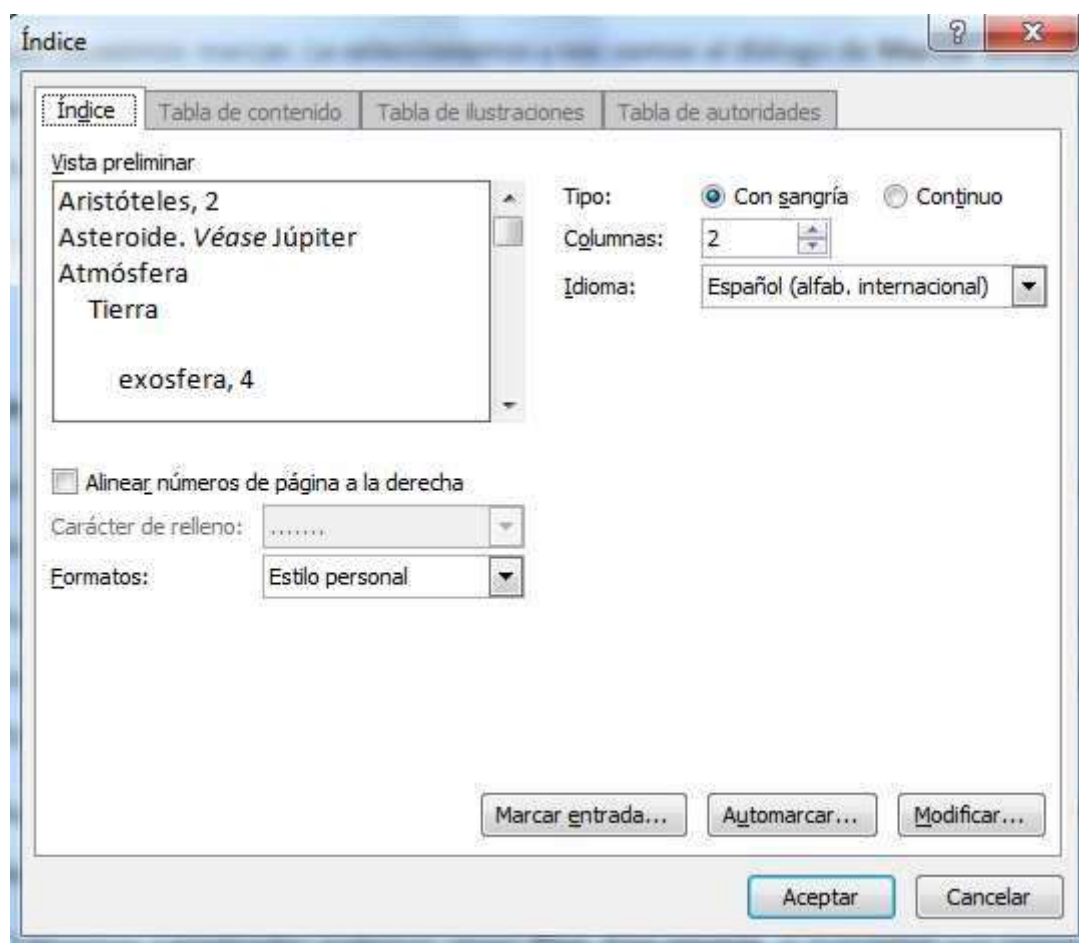 Índice
Índice Tabla de contenido Tabla de ilustraciones Tabla de autoridades
Vista preliminar
Aristóteles, 2
Asteroide. Véase Júpiter
Atmósfera
Tierra
exosfera, 4
Tipo: Con sangría Continuo
Columnas: 2
Idioma: Español (alfab. internacional)
Alinear números de página a la derecha
Carácter de relleno: .......
Formatos: Estilo personal
Marcar entrada... Automarcar... Modificar...
Aceptar Cancelar